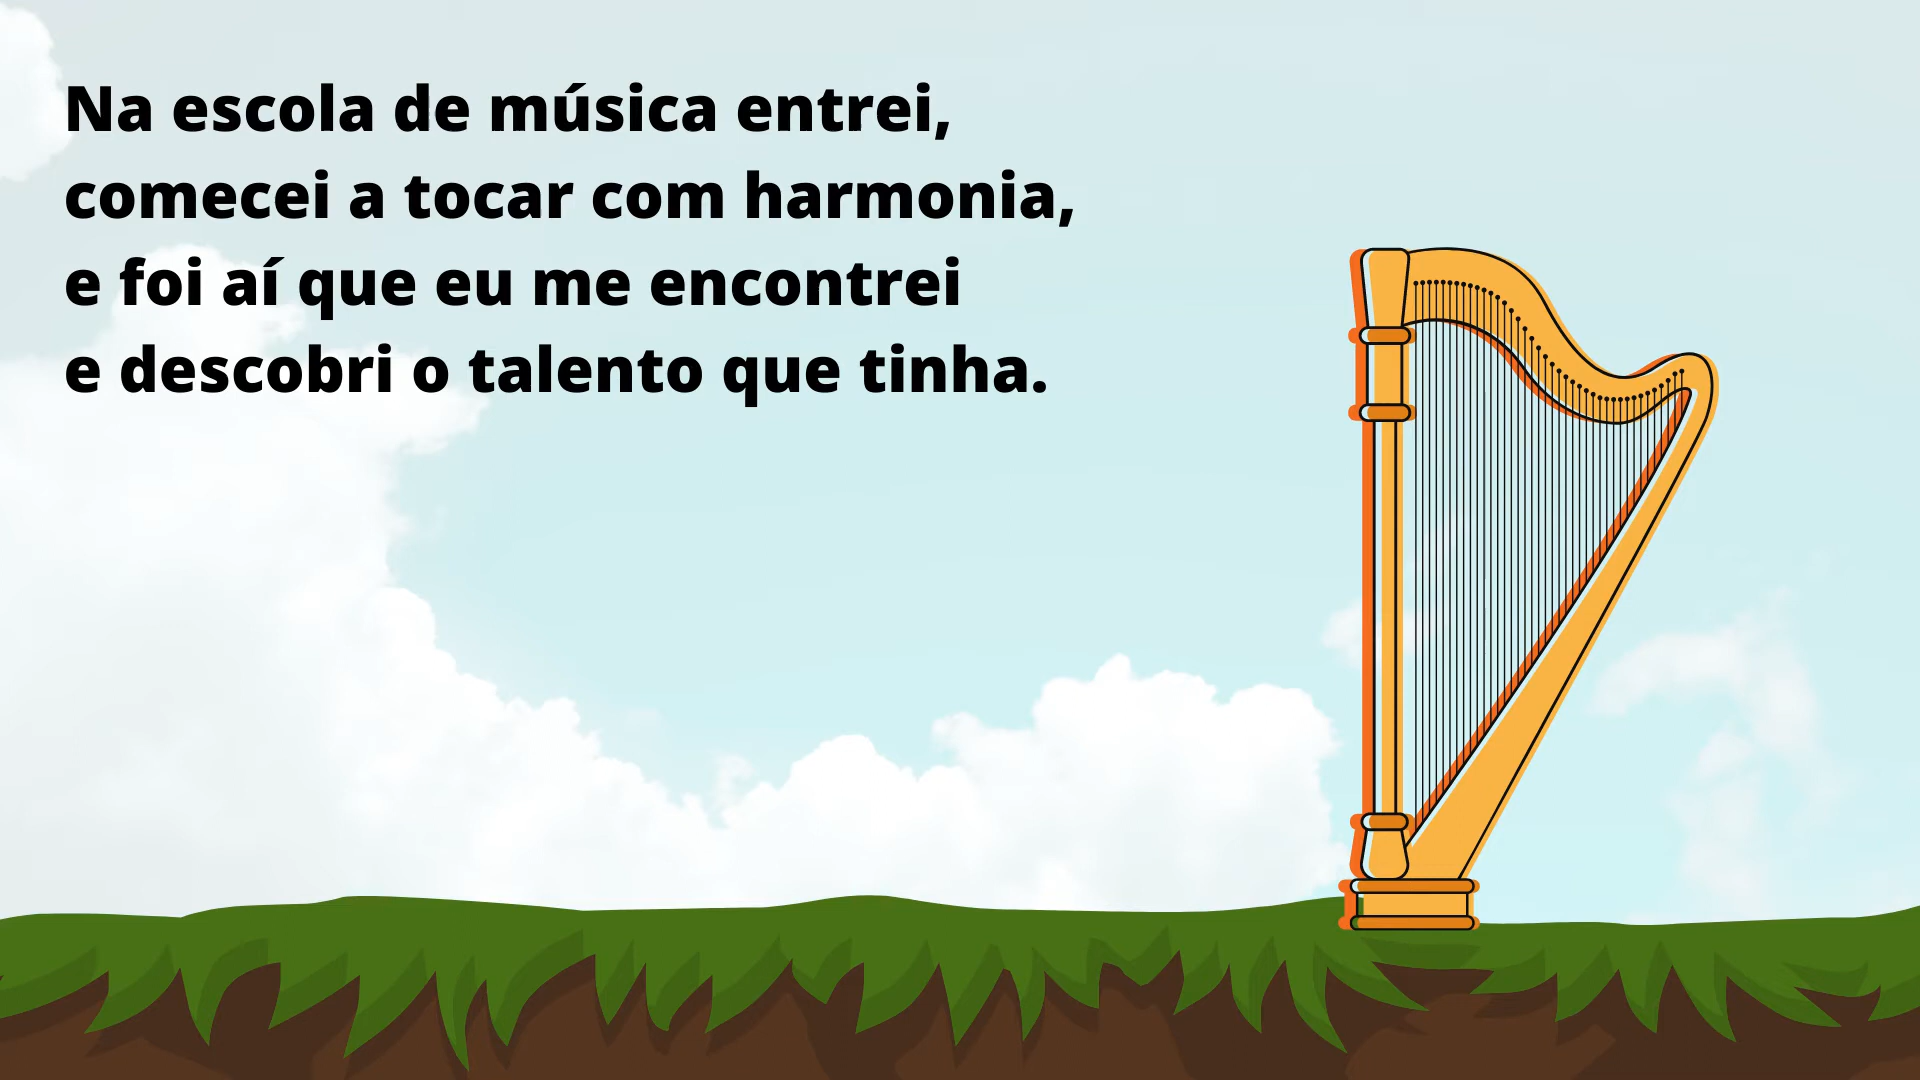 Na escola de música entrei,
comecei a tocar com harmonia,
e foi aí que eu me encontrei
e descobri o talento que tinha.